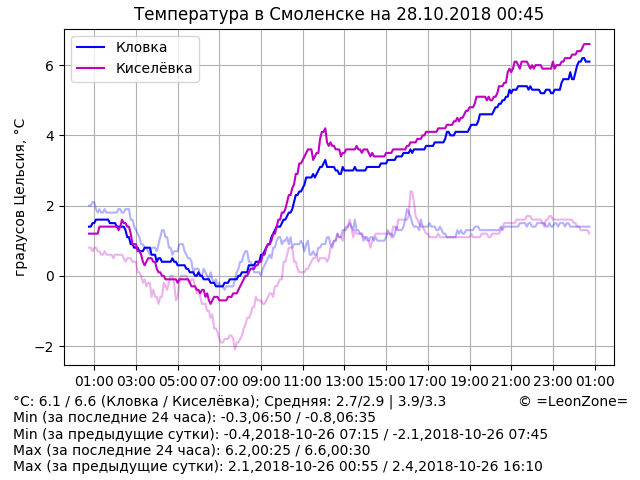 Температура в Смоленске на 28.10.2018 00:45
Кловка
Киселёвка
градусов Цельсия, °C
6
4
2
0
−2
01:00 03:00 05:00 07:00 09:00 11:00 13:00 15:00 17:00 19:00 21:00 23:00 01:00
°C: 6.1 / 6.6 (Кловка / Киселёвка); Средняя: 2.7/2.9 | 3.9/3.3 © =LeonZone=
Min (за последние 24 часа): -0.3,06:50 / -0.8,06:35
Min (за предыдущие сутки): -0.4,2018-10-26 07:15 / -2.1,2018-10-26 07:45
Max (за последние 24 часа): 6.2,00:25 / 6.6,00:30
Max (за предыдущие сутки): 2.1,2018-10-26 00:55 / 2.4,2018-10-26 16:10